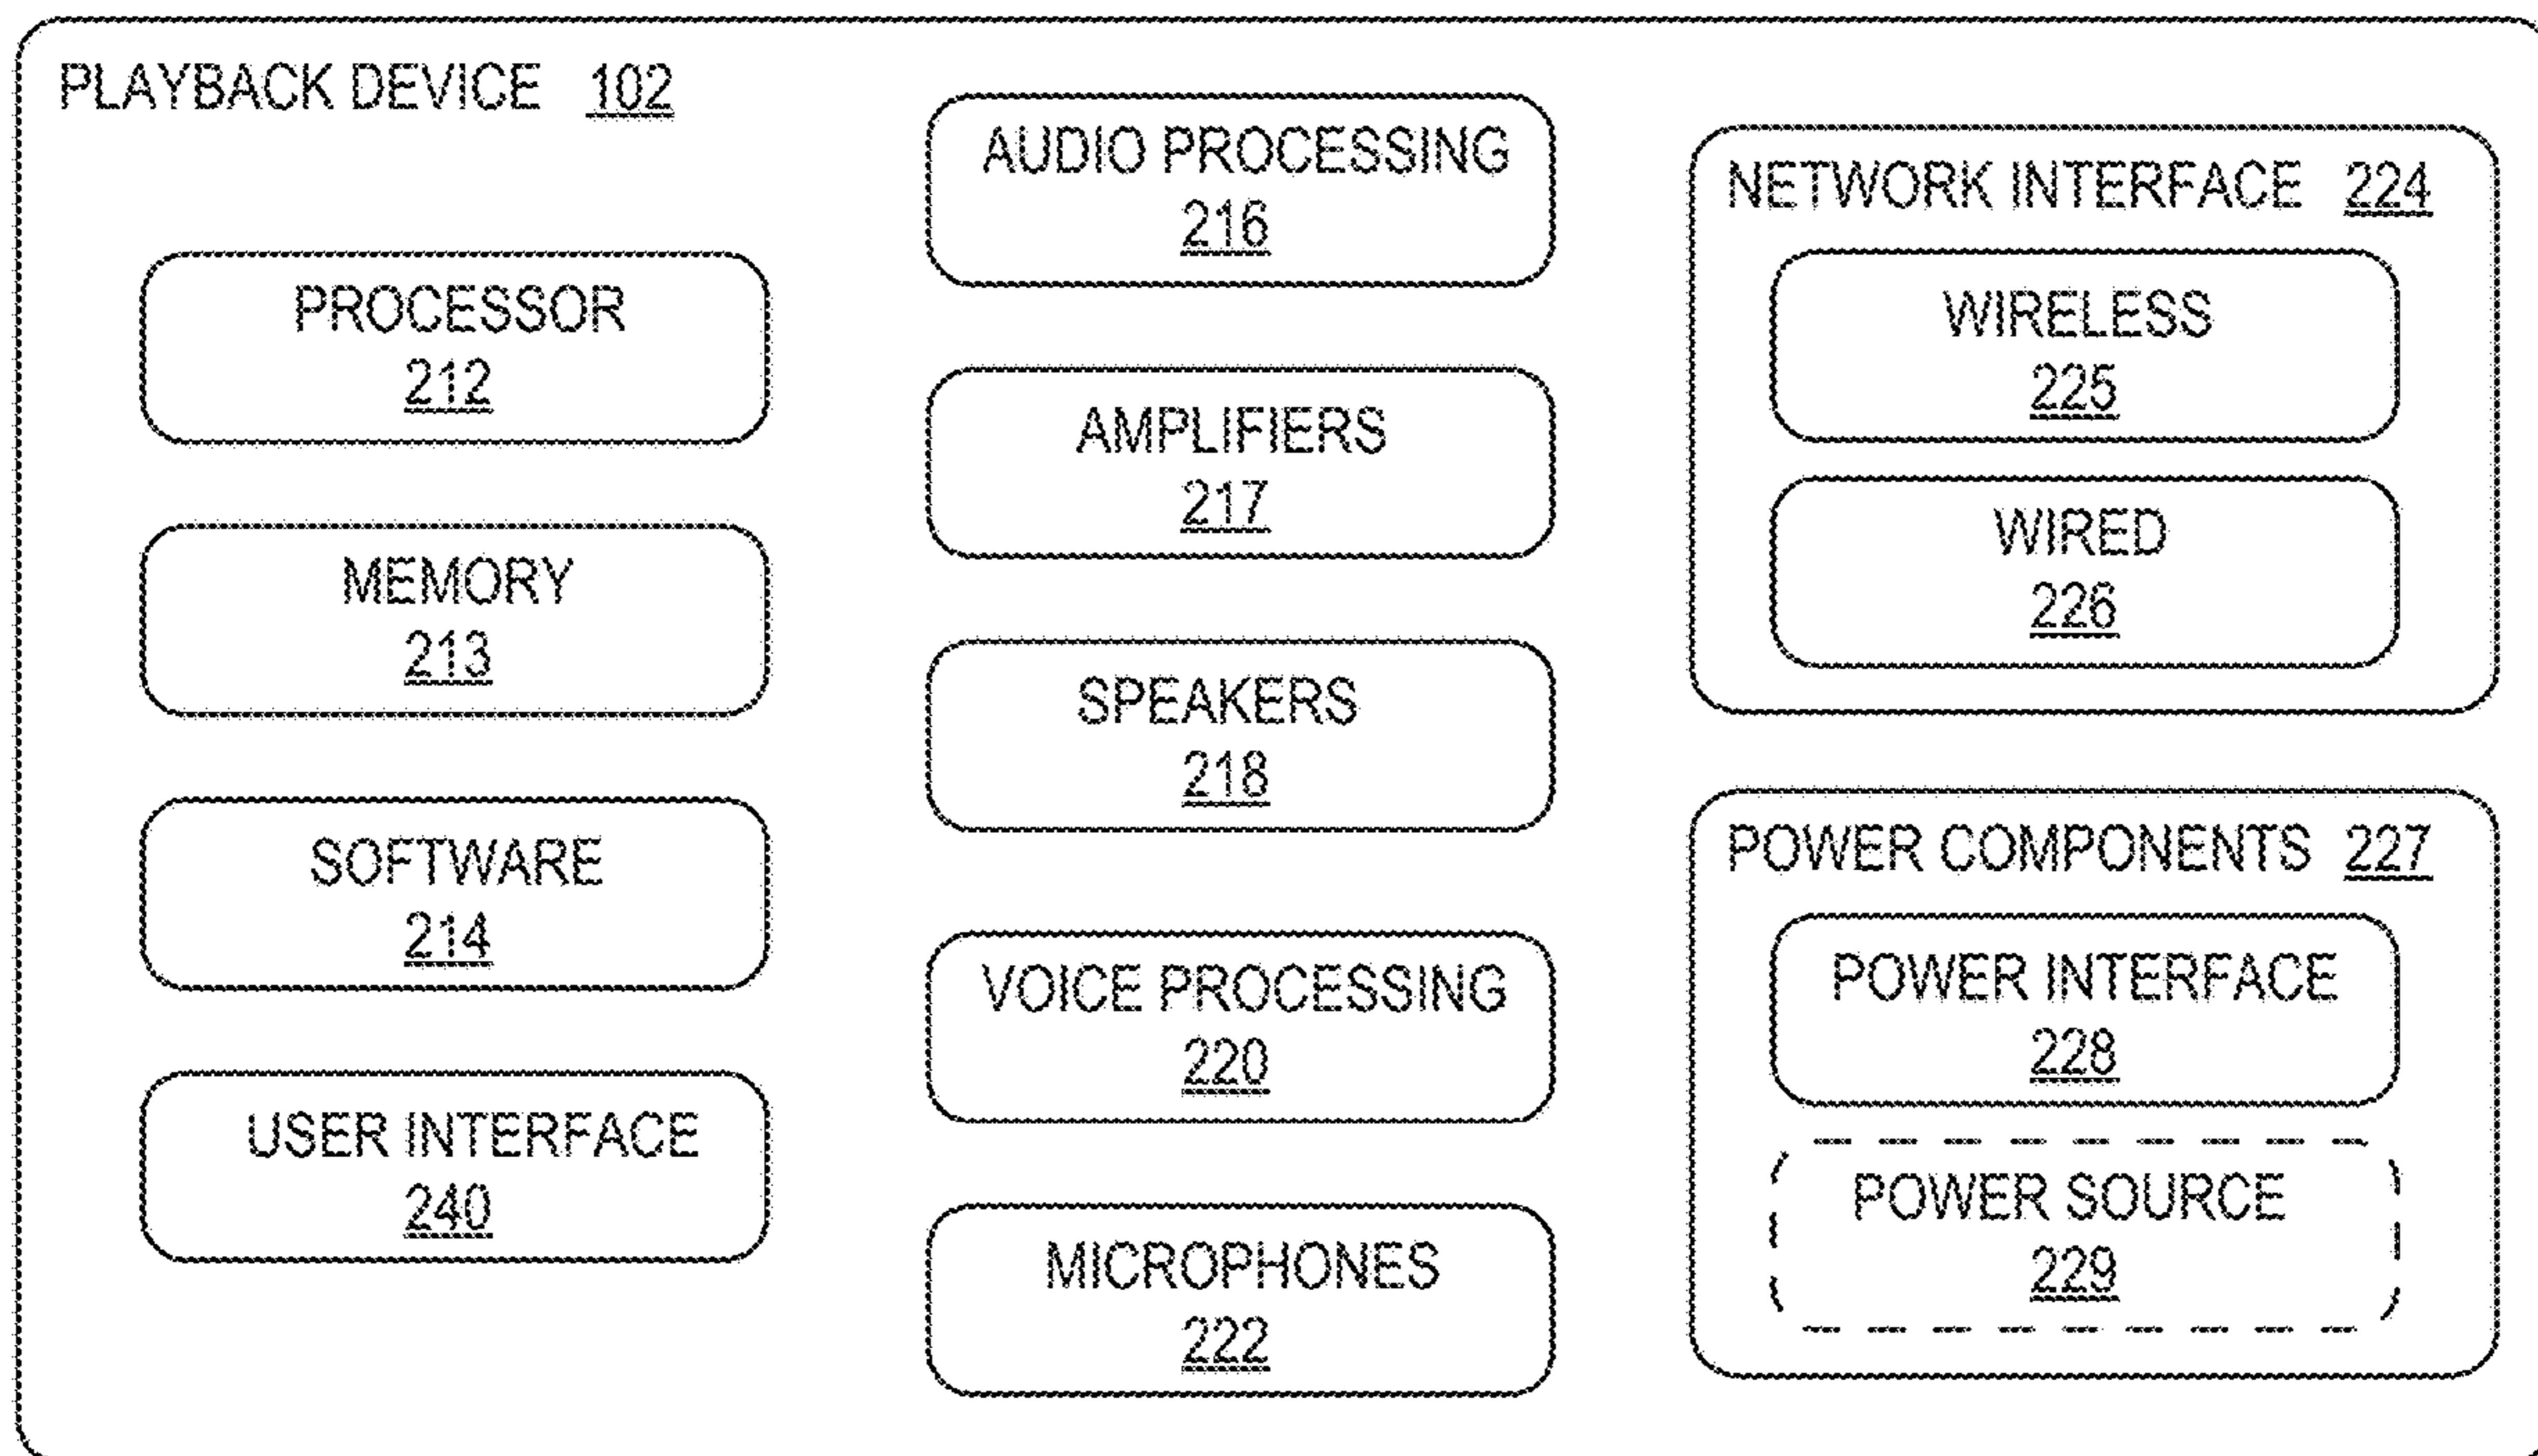 PLAYBACK DEVICE 102
PROCESSOR
212
MEMORY
213
SOFTWARE
214
USER INTERFACE
240
AUDIO PROCESSING
216
AMPLIFIERS
217
SPEAKERS
218
VOICE PROCESSING
220
MICROPHONES
222
NETWORK INTERFACE 224
WIRELESS
225
WIRED
226
POWER COMPONENTS 227
POWER INTERFACE
228
POWER SOURCE
229